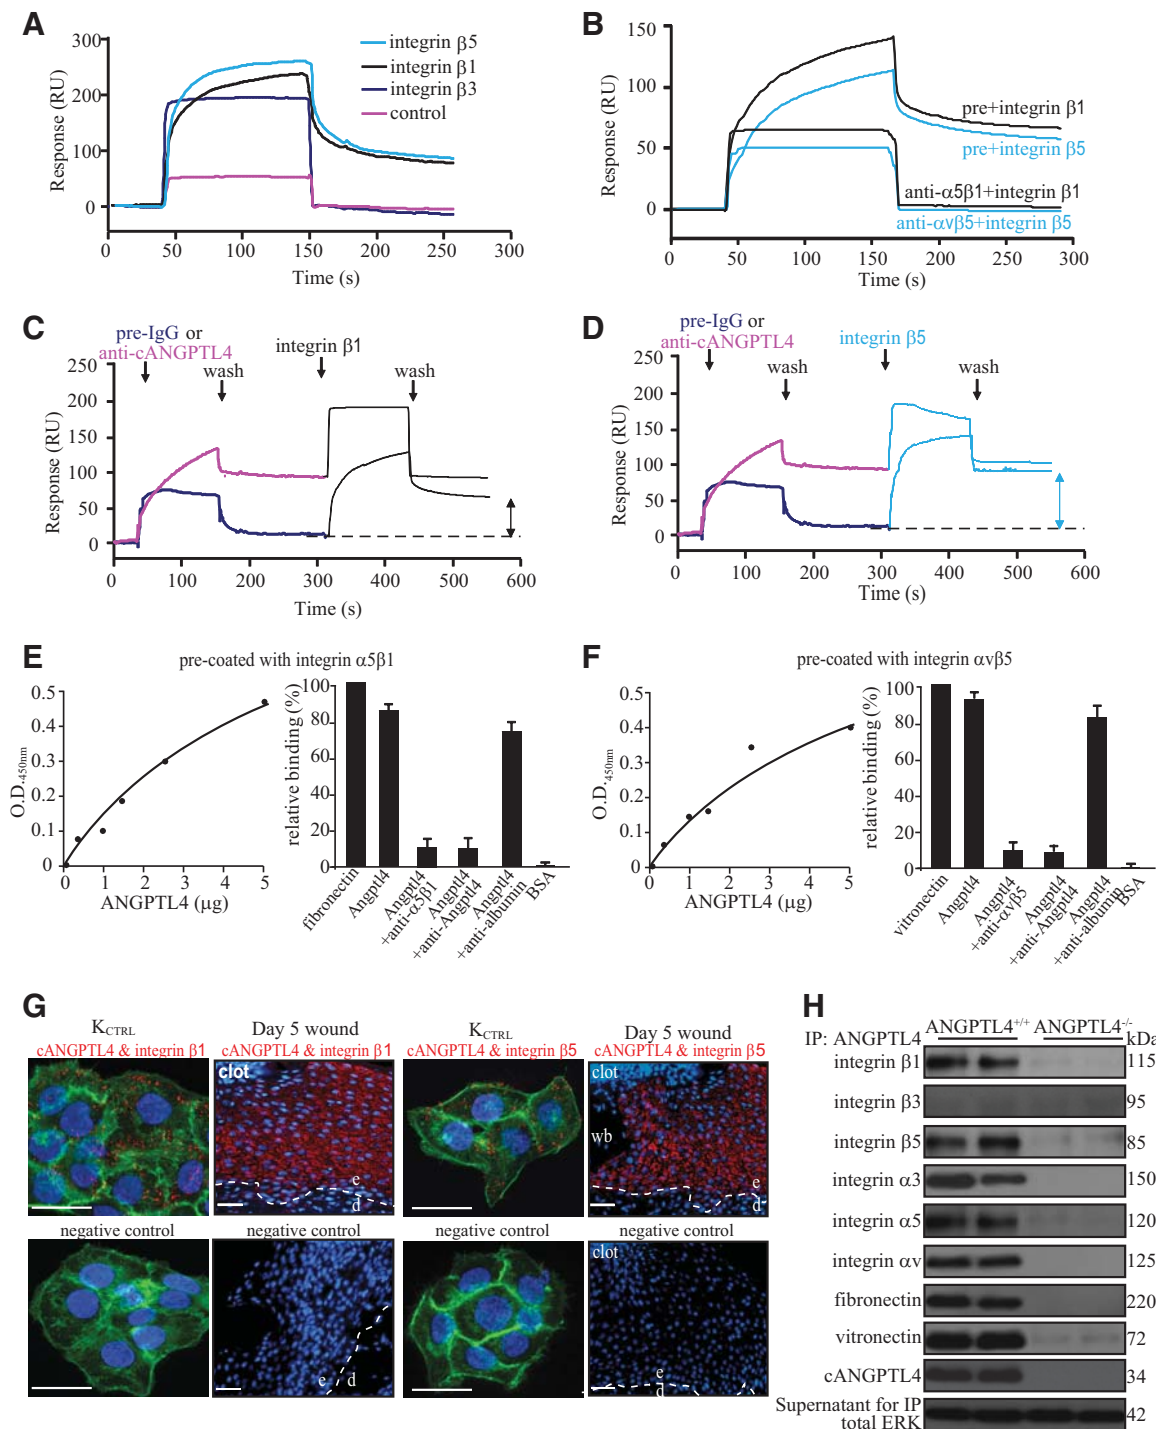 A
300
200
100
0
Response (RU)
0 50 100 150 200 250 300
Time (s)
integrin β5
integrin β1
integrin β3
control
B
150
100
50
0
Response (RU)
0 50 100 150 200 250 300
Time (s)
pre+integrin β1
pre+integrin β5
anti-α5β1+integrin β1
anti-αvβ5+integrin β5
C
pre-IgG or
anti-cANGPTL4
wash
integrin β1
wash
250
200
150
100
50
0
Response (RU)
0 100 200 300 400 500 600
Time (s)
D
pre-IgG or
anti-cANGPTL4
wash
integrin β5
wash
250
200
150
100
50
0
Response (RU)
0 100 200 300 400 500 600
Time (s)
E
pre-coated with integrin α5β1
0.5
0.4
0.3
0.2
0.1
0
O.D.450nm
0 1 2 3 4 5
ANGPTL4 (µg)
100
80
60
40
20
0
relative binding (%)
fibronectin
Angptl4
Angptl4
+anti-α5β1
Angptl4
+anti-Angptl4
Angptl4
+anti-albumin
BSA
F
pre-coated with integrin αvβ5
0.5
0.4
0.3
0.2
0.1
0
O.D.450nm
0 1 2 3 4 5
ANGPTL4 (µg)
100
80
60
40
20
0
relative binding (%)
vitronectin
Angptl4
Angptl4
+anti-αvβ5
Angptl4
+anti-Angptl4
Angptl4
+anti-albumin
BSA
G
KCTRL
cANGPTL4 & integrin β1
Day 5 wound
cANGPTL4 & integrin β1
clot
e
d
KCTRL
cANGPTL4 & integrin β5
Day 5 wound
cANGPTL4 & integrin β5
clot
wb
e
d
negative control
negative control
e d
negative control
negative control
clot
e
d
H
ANGPTL4+/+ ANGPTL4-/-
IP: ANGPTL4 kDa
integrin β1 115
integrin β3 95
integrin β5 85
integrin α3 150
integrin α5 120
integrin αv 125
fibronectin 220
vitronectin 72
cANGPTL4 34
Supernatant for IP
total ERK 42